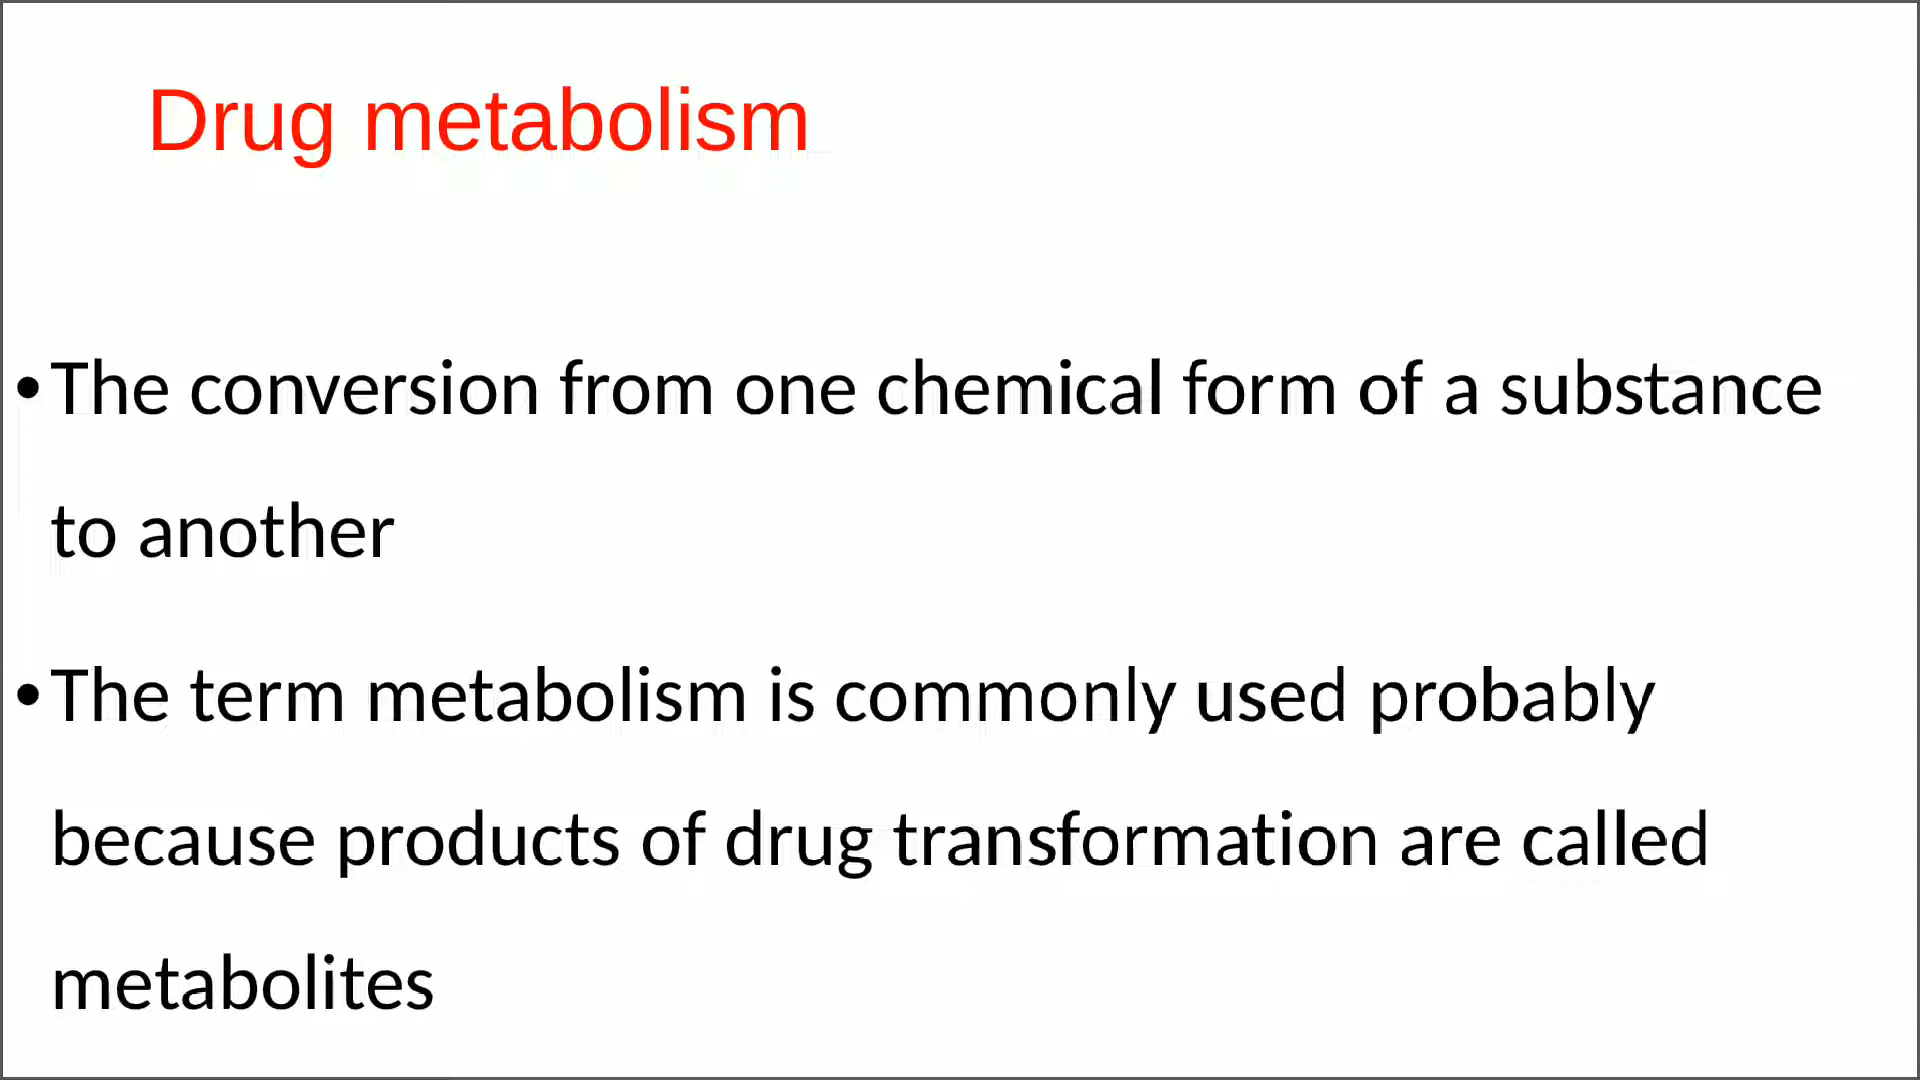 Drug metabolism
•The conversion from one chemical form of a substance
to another
•The term metabolism is commonly used probably
because products of drug transformation are called
metabolites